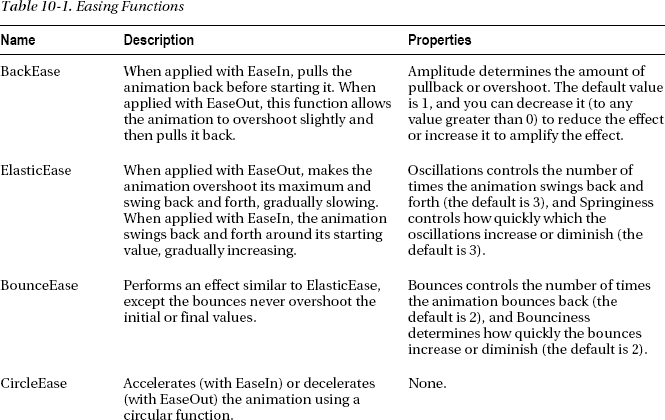 Table 10-1. Easing Functions
Name Description Properties
BackEase
When applied with EaseIn, pulls the
animation back before starting it. When
applied with EaseOut, this function allows
the animation to overshoot slightly and
then pulls it back.
Amplitude determines the amount of
pullback or overshoot. The default value
is 1, and you can decrease it (to any
value greater than 0) to reduce the effect
or increase it to amplify the effect.
ElasticEase
When applied with EaseOut, makes the
animation overshoot its maximum and
swing back and forth, gradually slowing.
When applied with EaseIn, the animation
swings back and forth around its starting
value, gradually increasing.
Oscillations controls the number of
times the animation swings back and
forth (the default is 3), and Springiness
controls how quickly which the
oscillations increase or diminish (the
default is 3).
BounceEase
Performs an effect similar to ElasticEase,
except the bounces never overshoot the
initial or final values.
Bounces controls the number of times
the animation bounces back (the
default is 2), and Bounciness
determines how quickly the bounces
increase or diminish (the default is 2).
CircleEase
Accelerates (with EaseIn) or decelerates
(with EaseOut) the animation using a
circular function.
None.